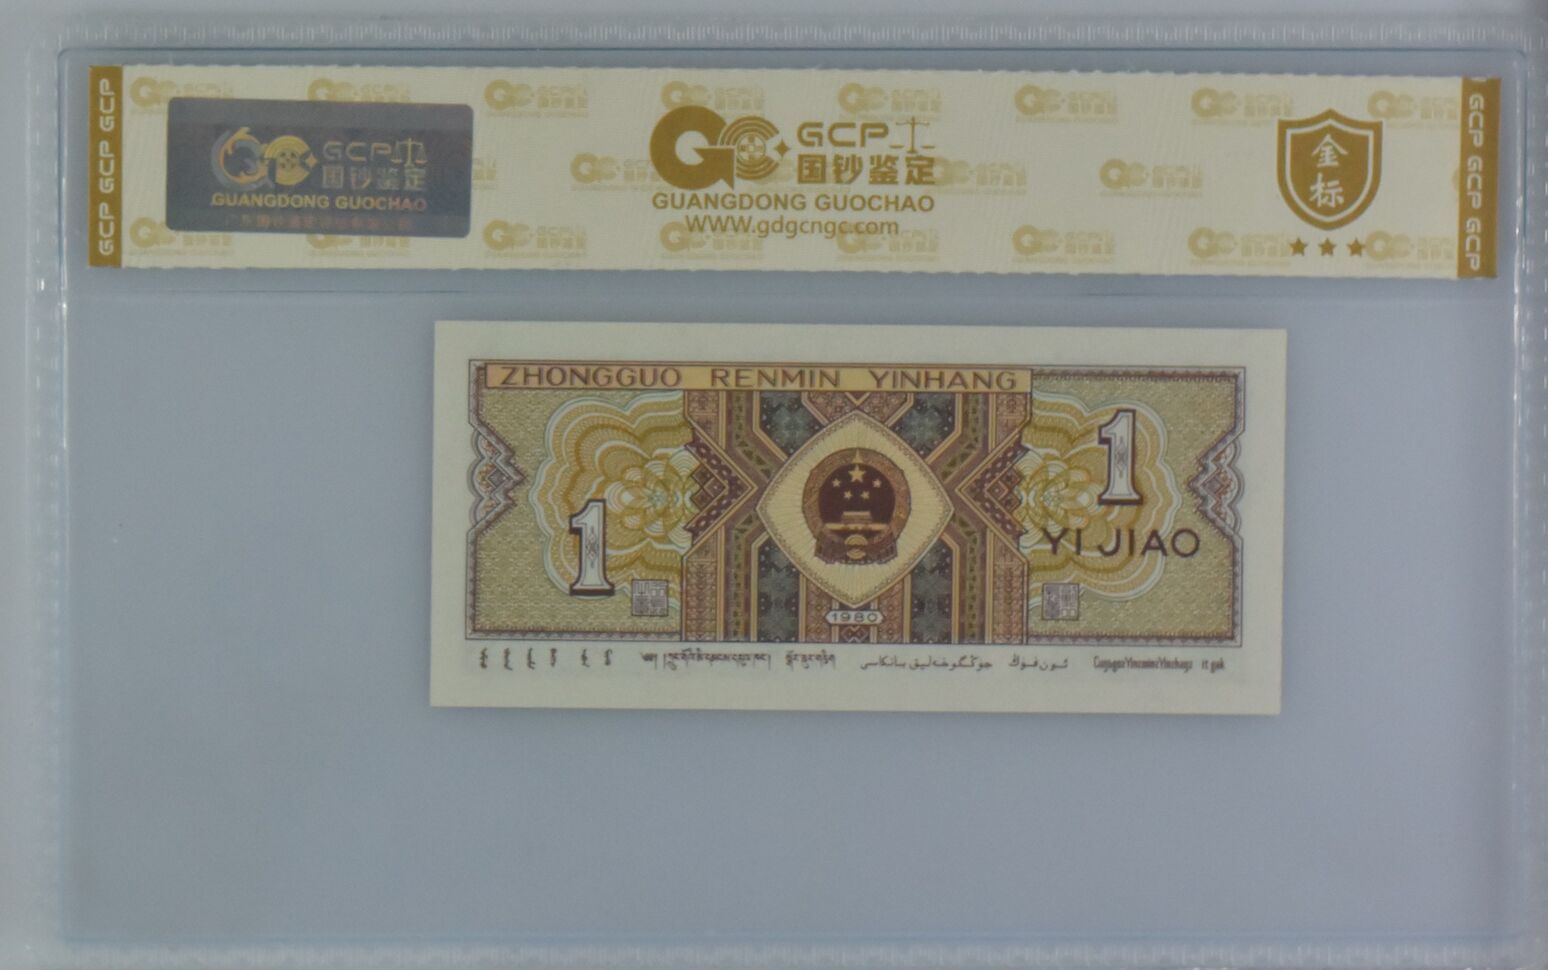 GCP GCP GCP
GCP
国钞鉴定
GUANGDONG GUOCHAO
GCP
国钞鉴定
GUANGDONG GUOCHAO
WWW.gdgcngc.com
金标
GCP GCP GCP
ZHONGGUO RENMIN YINHANG
1
1
YI JIAO
1980